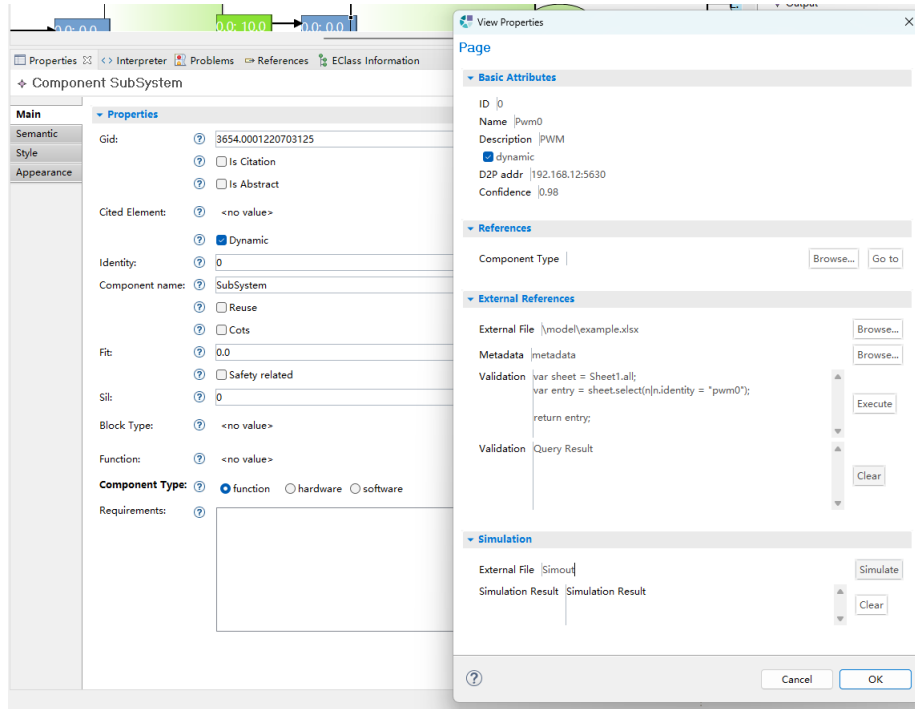 0.0; 0.0
0.0; 10.0
0.0; 0.0
Output
Properties
Interpreter
Problems
References
EClass Information
Component SubSystem
Main
Semantic
Style
Appearance
Properties
Gid:
3654.0001220703125
Is Citation
Is Abstract
Cited Element:
<no value>
Dynamic
Identity:
0
Component name:
SubSystem
Reuse
Cots
Fit:
0.0
Safety related
Sil:
0
Block Type:
<no value>
Function:
<no value>
Component Type:
function
hardware
software
Requirements:
View Properties
Page
Basic Attributes
ID 0
Name Pwm0
Description PWM
dynamic
D2P addr 192.168.12:5630
Confidence 0.98
References
Component Type
Browse...
Go to
External References
External File \model\example.xlsx
Browse...
Metadata metadata
Browse...
Validation var sheet = Sheet1.all;
var entry = sheet.select(n|n.identity = "pwm0");
return entry;
Execute
Validation Query Result
Clear
Simulation
External File Simout
Simulate
Simulation Result Simulation Result
Clear
Cancel
OK